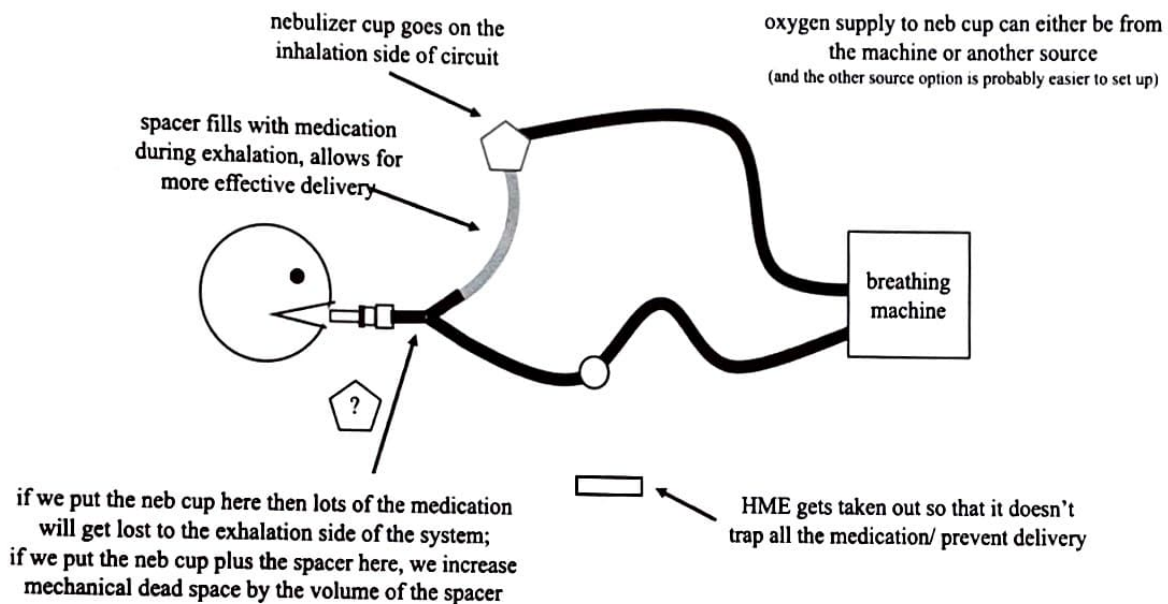 nebulizer cup goes on the
inhalation side of circuit
oxygen supply to neb cup can either be from
the machine or another source
(and the other source option is probably easier to set up)
spacer fills with medication
during exhalation, allows for
more effective delivery
breathing
machine
?
if we put the neb cup here then lots of the medication
will get lost to the exhalation side of the system;
if we put the neb cup plus the spacer here, we increase
mechanical dead space by the volume of the spacer
HME gets taken out so that it doesn't
trap all the medication/ prevent delivery